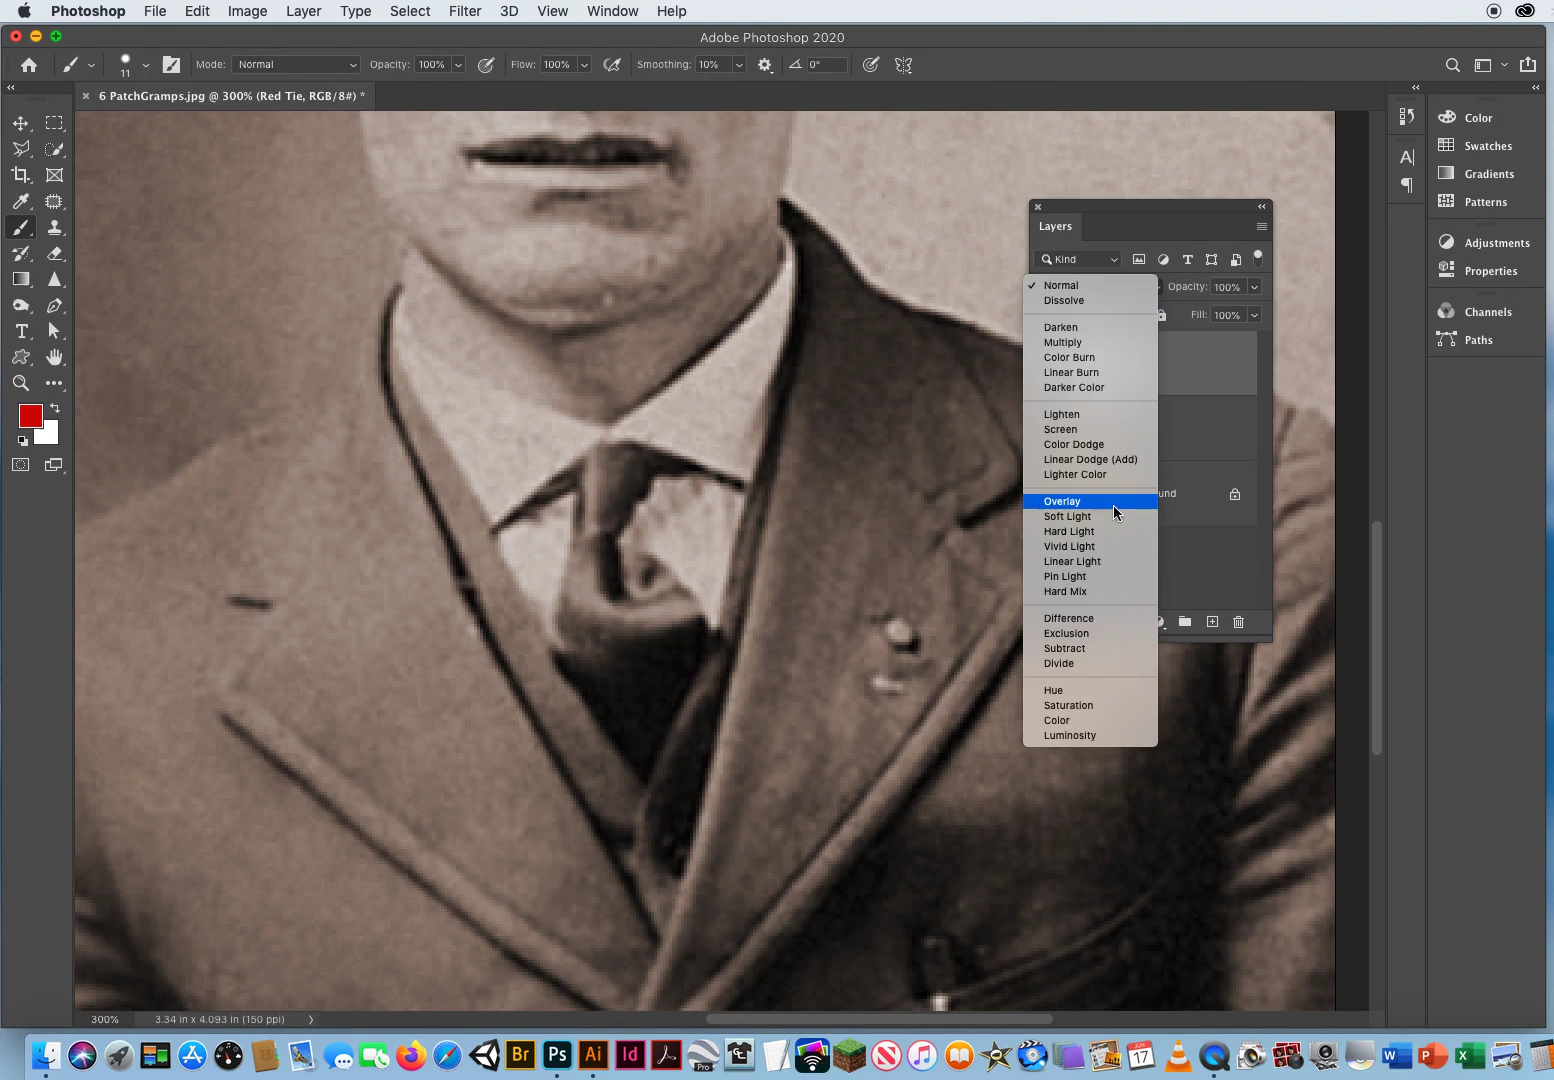 Photoshop File Edit Image Layer Type Select Filter 3D View Window Help
Adobe Photoshop 2020
11 Mode: Normal Opacity: 100% Flow: 100% Smoothing: 10% 0°
6 PatchGramps.jpg @ 300% (Red Tie, RGB/8#) *
Layers
Kind
Opacity: 100%
Fill: 100%
und
Normal
Dissolve
Darken
Multiply
Color Burn
Linear Burn
Darker Color
Lighten
Screen
Color Dodge
Linear Dodge (Add)
Lighter Color
Overlay
Soft Light
Hard Light
Vivid Light
Linear Light
Pin Light
Hard Mix
Difference
Exclusion
Subtract
Divide
Hue
Saturation
Color
Luminosity
Color
Swatches
Gradients
Patterns
Adjustments
Properties
Channels
Paths
300% 3.34 in x 4.093 in (150 ppi)
Br Ps Ai Id Pro JUN 17 W P X